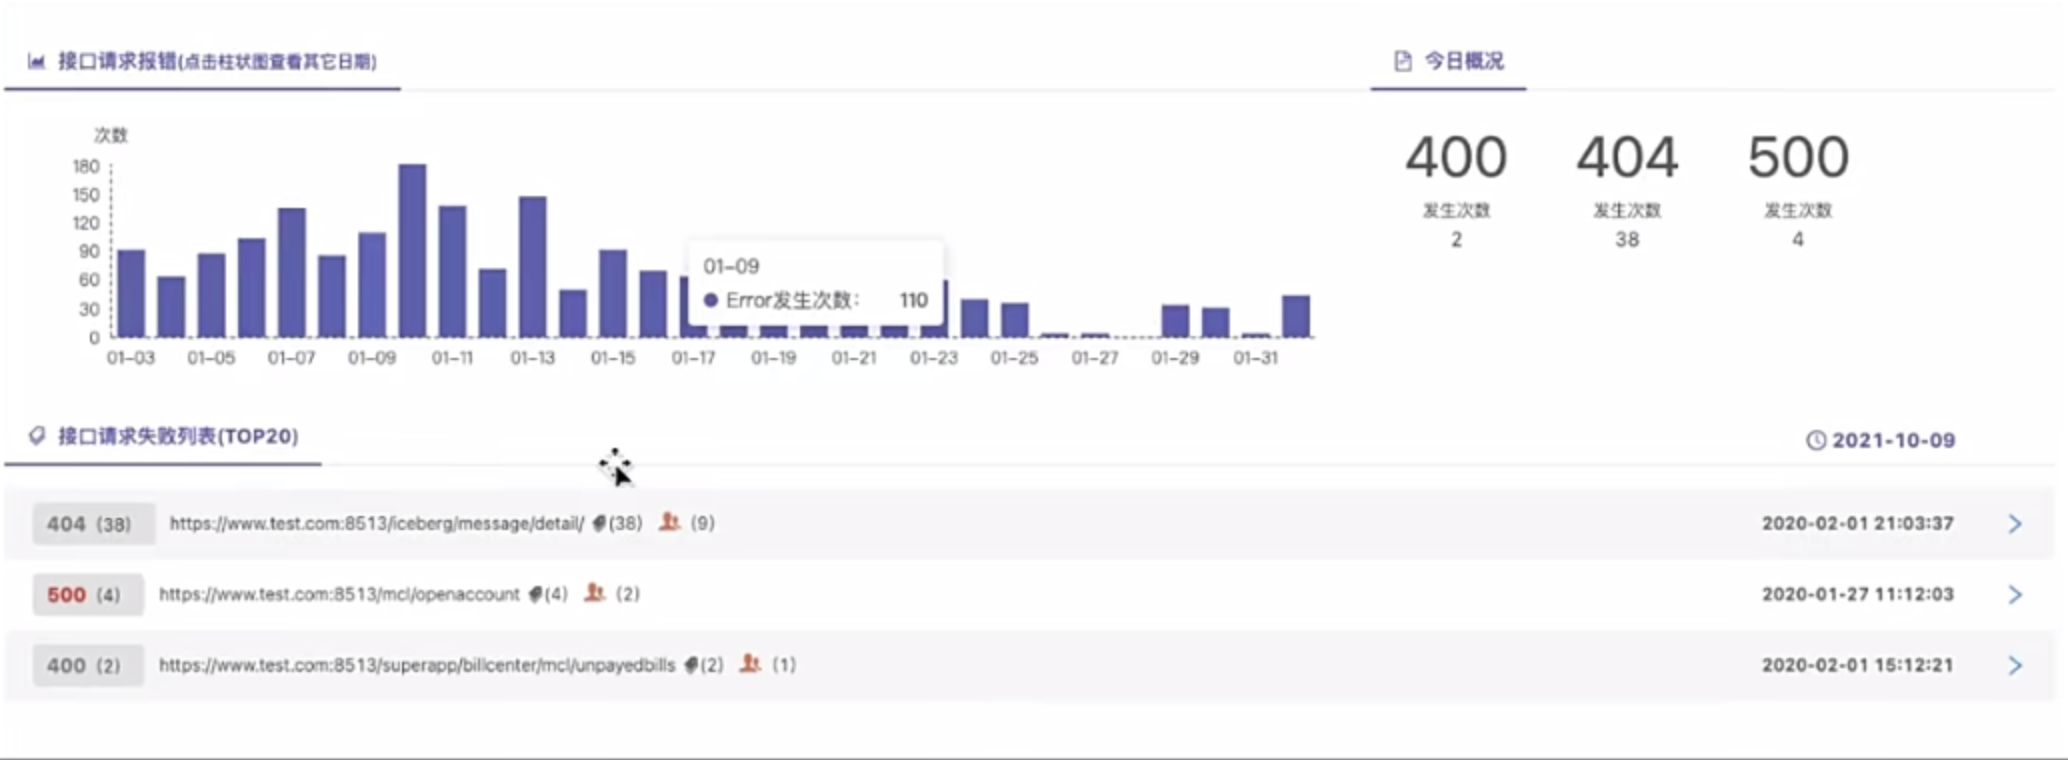 接口请求报错(点击柱状图查看其它日期)
今日概况
次数
180
150
120
90
60
30
0
01-03 01-05 01-07 01-09 01-11 01-13 01-15 01-17 01-19 01-21 01-23 01-25 01-27 01-29 01-31
01-09
Error发生次数: 110
400 404 500
发生次数 发生次数 发生次数
2 38 4
接口请求失败列表(TOP20)
2021-10-09
404 (38) https://www.test.com:8513/iceberg/message/detail/ (38) (9) 2020-02-01 21:03:37
500 (4) https://www.test.com:8513/mcl/openaccount (4) (2) 2020-01-27 11:12:03
400 (2) https://www.test.com:8513/superapp/billcenter/mcl/unpayedbills (2) (1) 2020-02-01 15:12:21